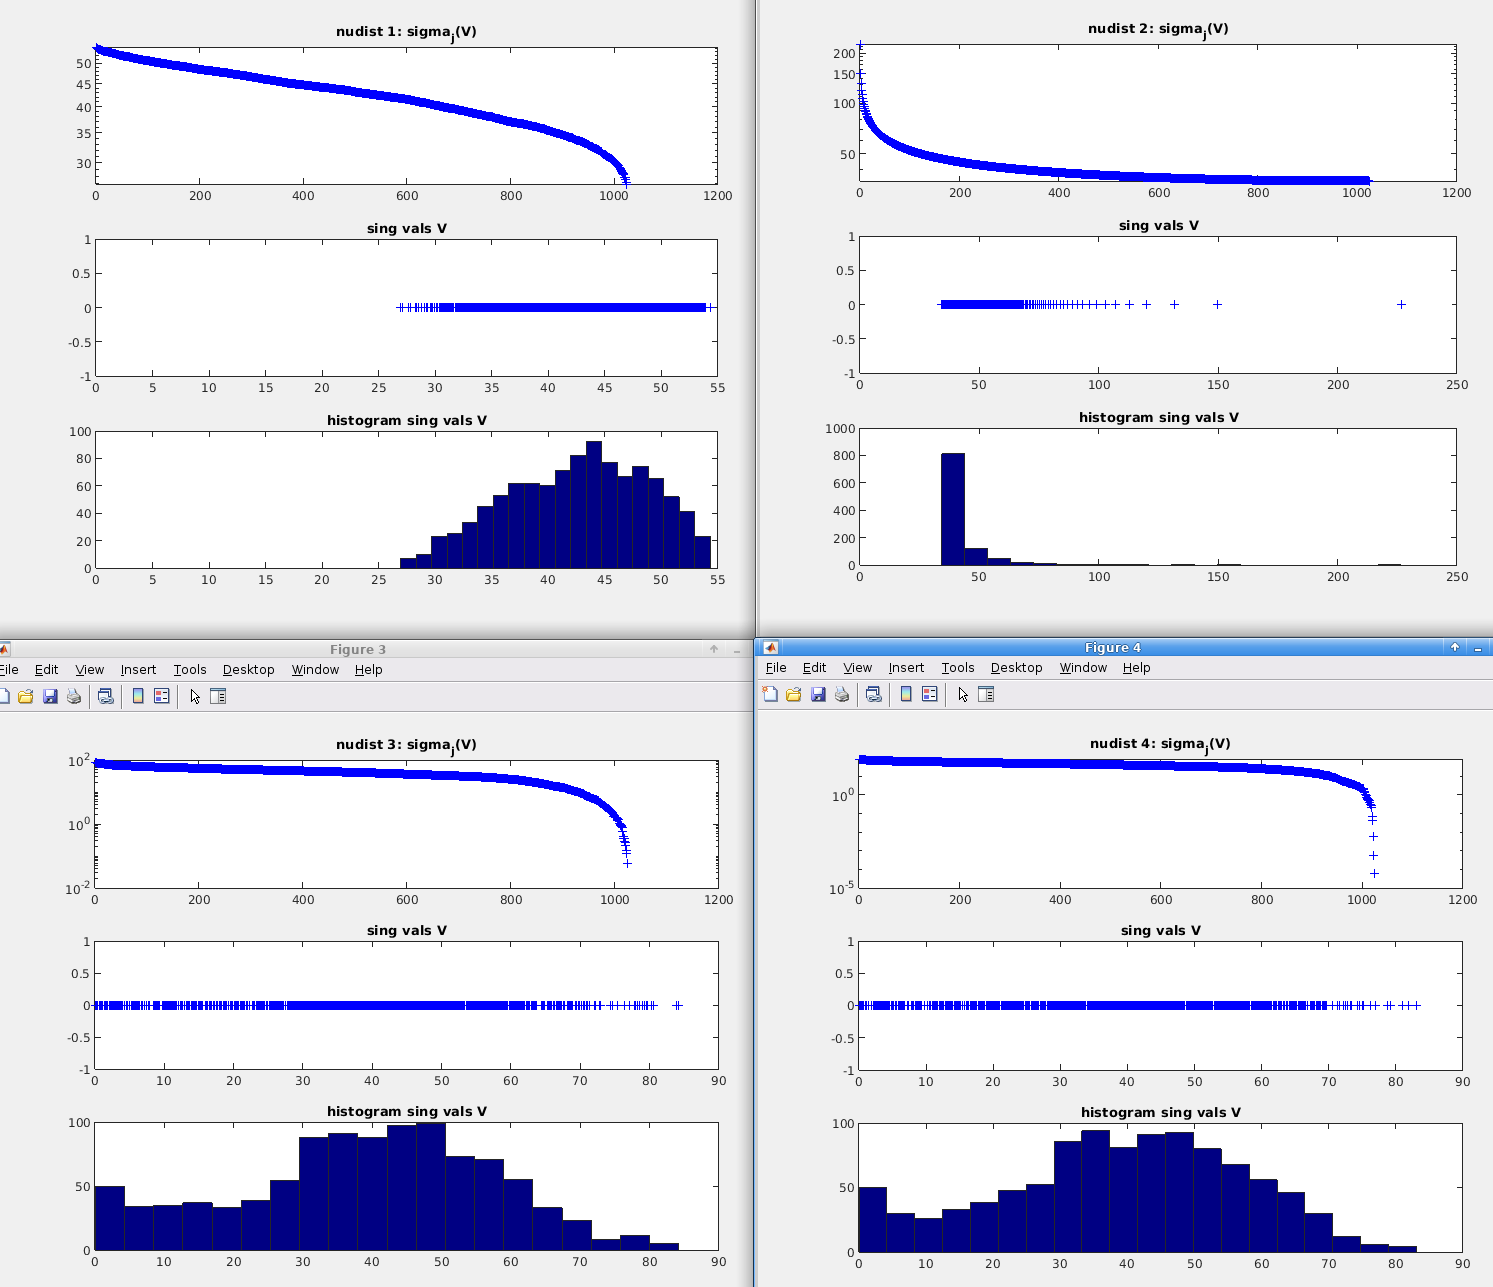 nudist 1: sigma_j(V)
50
45
40
35
30
0 200 400 600 800 1000 1200
sing vals V
1
0.5
0
-0.5
-1
0 5 10 15 20 25 30 35 40 45 50 55
histogram sing vals V
100
80
60
40
20
0
0 5 10 15 20 25 30 35 40 45 50 55
nudist 2: sigma_j(V)
200
150
100
50
0 200 400 600 800 1000 1200
sing vals V
1
0.5
0
-0.5
-1
0 50 100 150 200 250
histogram sing vals V
1000
800
600
400
200
0
0 50 100 150 200 250
Figure 3
File Edit View Insert Tools Desktop Window Help
nudist 3: sigma_j(V)
10^2
10^0
10^-2
0 200 400 600 800 1000 1200
sing vals V
1
0.5
0
-0.5
-1
0 10 20 30 40 50 60 70 80 90
histogram sing vals V
100
50
0
0 10 20 30 40 50 60 70 80 90
Figure 4
File Edit View Insert Tools Desktop Window Help
nudist 4: sigma_j(V)
10^0
10^-5
0 200 400 600 800 1000 1200
sing vals V
1
0.5
0
-0.5
-1
0 10 20 30 40 50 60 70 80 90
histogram sing vals V
100
50
0
0 10 20 30 40 50 60 70 80 90